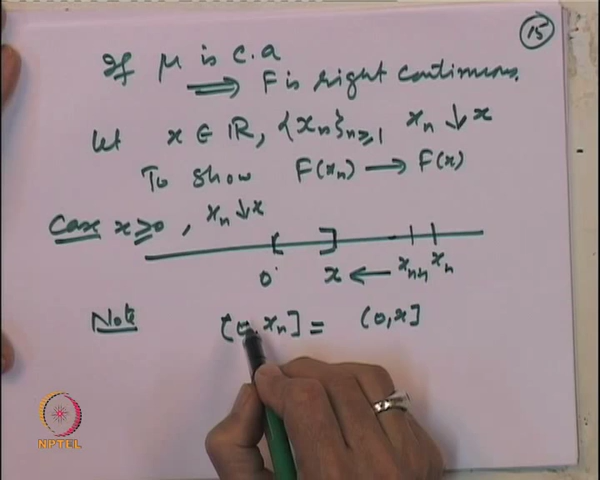 15
If μ is c.a
⟹ F is right continuous.
Let x ∈ ℝ, {xₙ}ₙ≥₁ xₙ ↓ x
To show F(xₙ) ⟶ F(x)
Case x ≥ 0, xₙ ↓ x
[ ]
0 x ⟵ xₙ₊₁ xₙ
Note (0, xₙ] = (0, x]
NPTEL